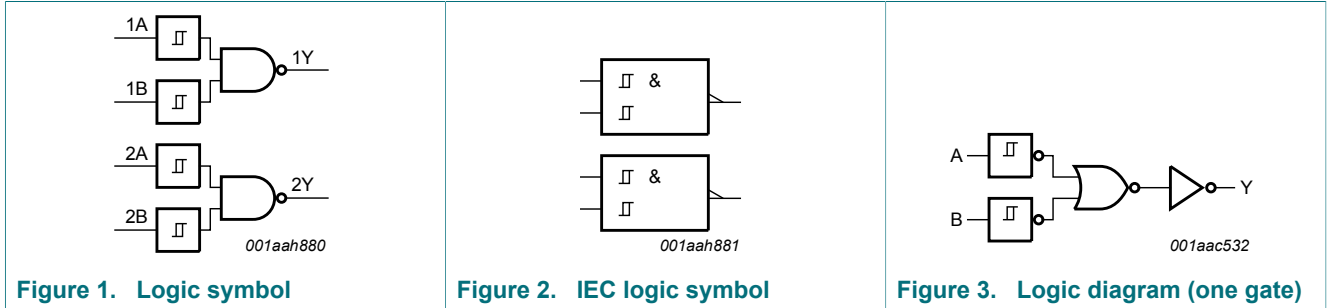 1A
1B
1Y
2A
2B
2Y
001aah880
Figure 1. Logic symbol
&
&
001aah881
Figure 2. IEC logic symbol
A
B
Y
001aac532
Figure 3. Logic diagram (one gate)